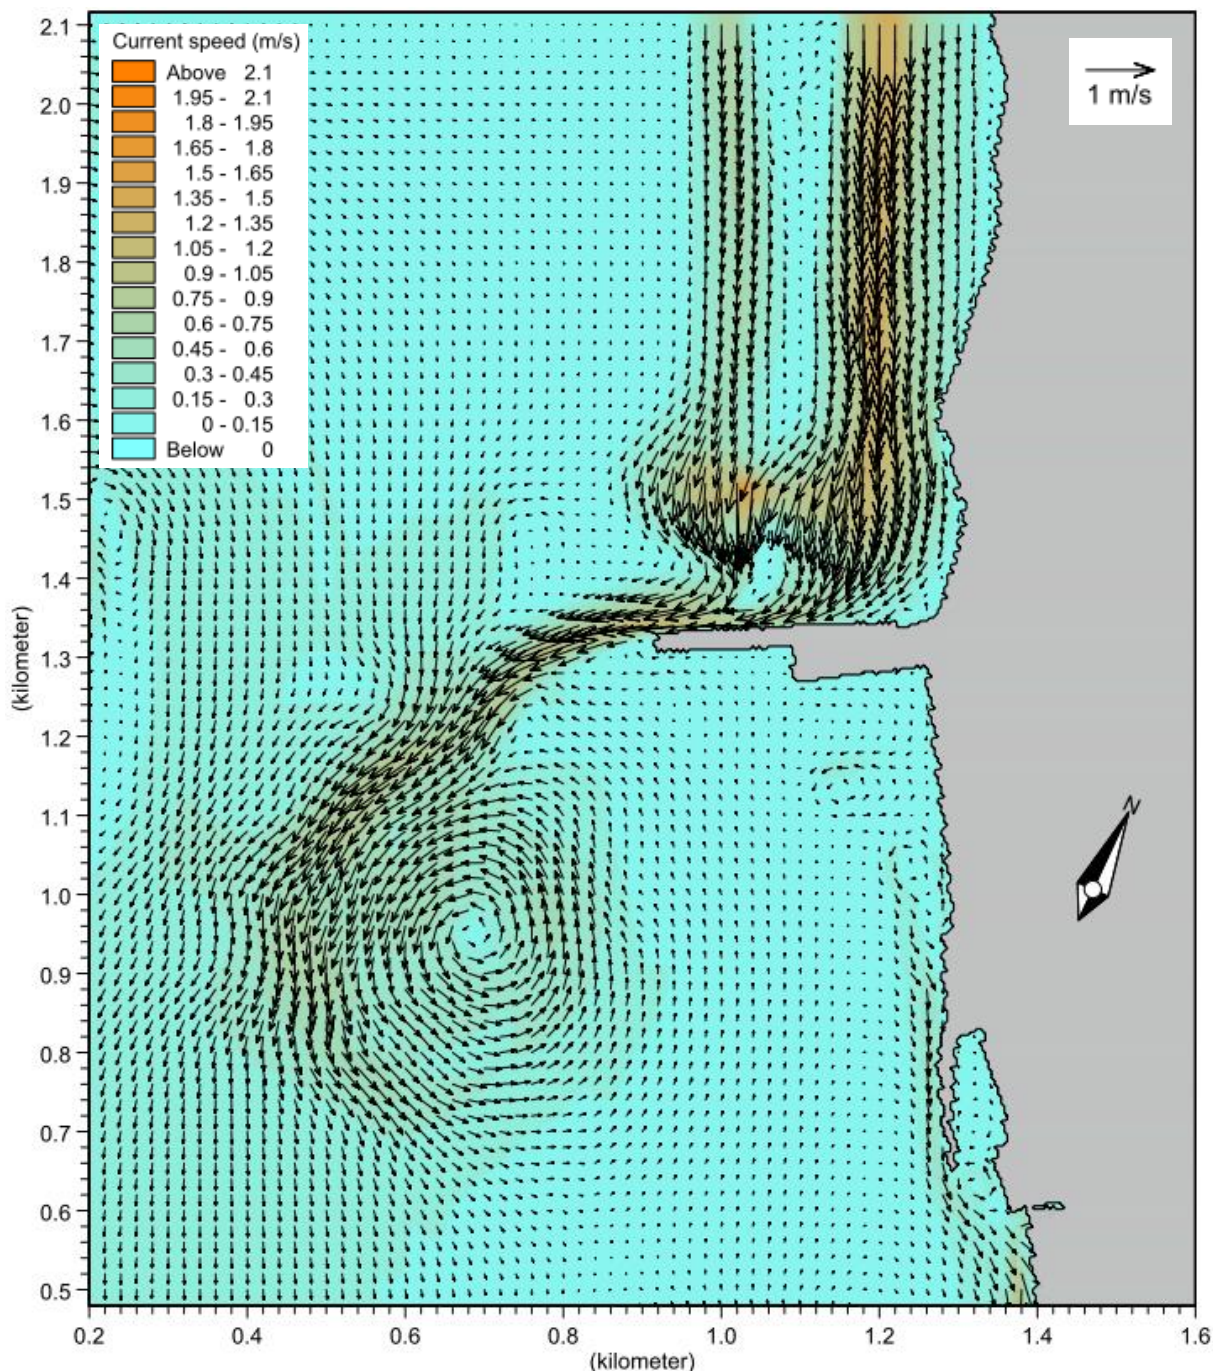 Current speed (m/s)
Above 2.1
1.95 - 2.1
1.8 - 1.95
1.65 - 1.8
1.5 - 1.65
1.35 - 1.5
1.2 - 1.35
1.05 - 1.2
0.9 - 1.05
0.75 - 0.9
0.6 - 0.75
0.45 - 0.6
0.3 - 0.45
0.15 - 0.3
0 - 0.15
Below 0
1 m/s
N
2.1
2.0
1.9
1.8
1.7
1.6
1.5
1.4
1.3
1.2
1.1
1.0
0.9
0.8
0.7
0.6
0.5
(kilometer)
0.2
0.4
0.6
0.8
1.0
1.2
1.4
1.6
(kilometer)